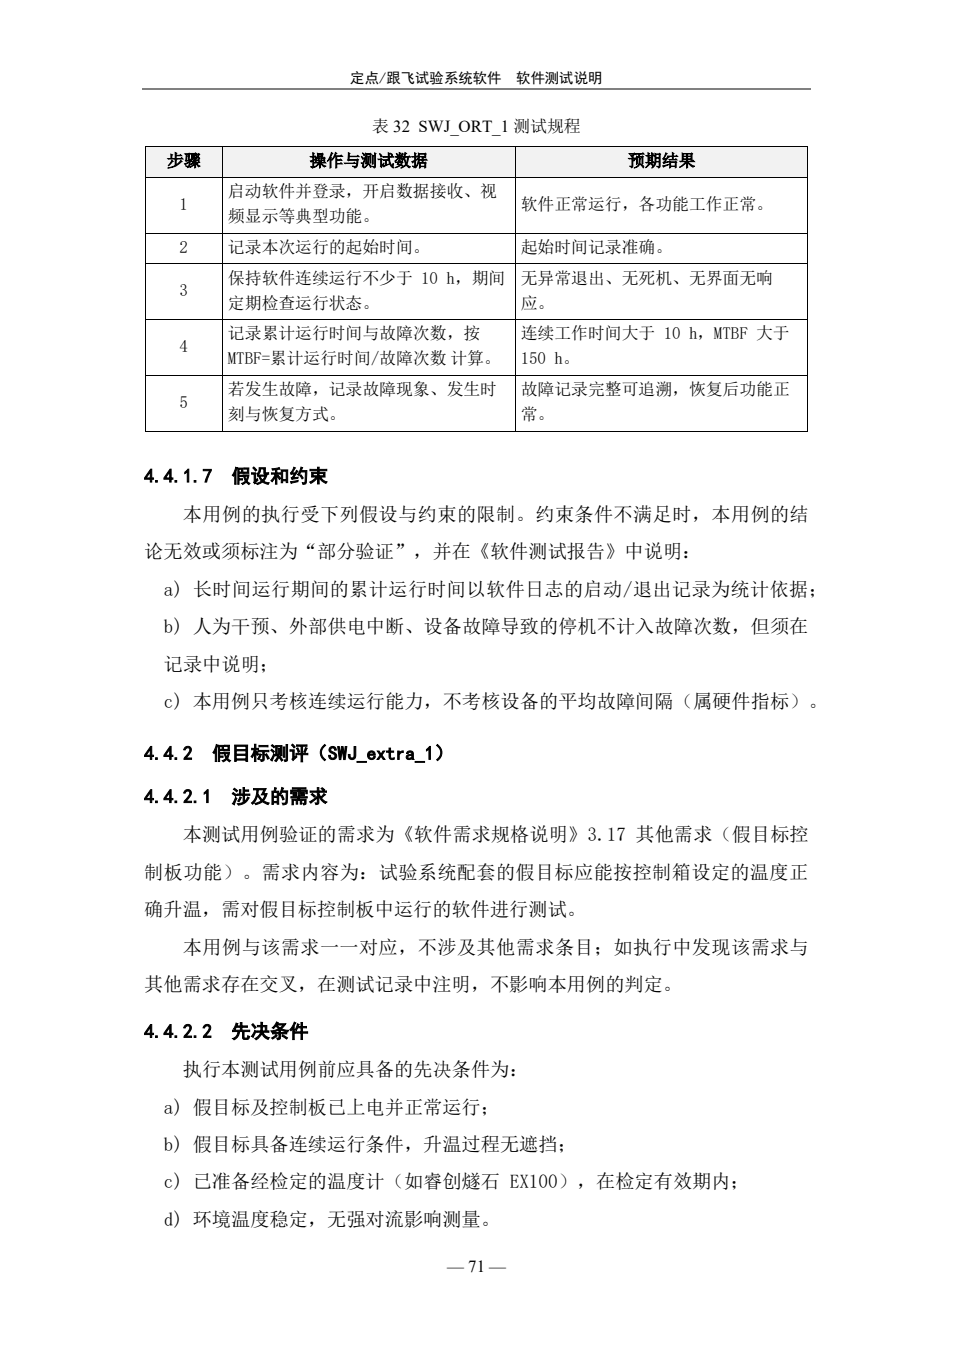 定点/跟飞试验系统软件　软件测试说明
表 32 SWJ_ORT_1 测试规程
步骤 操作与测试数据 预期结果
1 启动软件并登录，开启数据接收、视 软件正常运行，各功能工作正常。
频显示等典型功能。
2 记录本次运行的起始时间。 起始时间记录准确。
3 保持软件连续运行不少于 10 h，期间 无异常退出、无死机、无界面无响
定期检查运行状态。 应。
4 记录累计运行时间与故障次数，按 连续工作时间大于 10 h，MTBF 大于
MTBF=累计运行时间/故障次数 计算。 150 h。
5 若发生故障，记录故障现象、发生时 故障记录完整可追溯，恢复后功能正
刻与恢复方式。 常。
4.4.1.7 假设和约束
本用例的执行受下列假设与约束的限制。约束条件不满足时，本用例的结
论无效或须标注为“部分验证”，并在《软件测试报告》中说明：
a) 长时间运行期间的累计运行时间以软件日志的启动/退出记录为统计依据；
b) 人为干预、外部供电中断、设备故障导致的停机不计入故障次数，但须在
记录中说明；
c) 本用例只考核连续运行能力，不考核设备的平均故障间隔（属硬件指标）。
4.4.2 假目标测评（SWJ_extra_1）
4.4.2.1 涉及的需求
本测试用例验证的需求为《软件需求规格说明》3.17 其他需求（假目标控
制板功能）。需求内容为：试验系统配套的假目标应能按控制箱设定的温度正
确升温，需对假目标控制板中运行的软件进行测试。
本用例与该需求一一对应，不涉及其他需求条目；如执行中发现该需求与
其他需求存在交叉，在测试记录中注明，不影响本用例的判定。
4.4.2.2 先决条件
执行本测试用例前应具备的先决条件为：
a) 假目标及控制板已上电并正常运行；
b) 假目标具备连续运行条件，升温过程无遮挡；
c) 已准备经检定的温度计（如睿创燧石 EX100），在检定有效期内；
d) 环境温度稳定，无强对流影响测量。
— 71 —